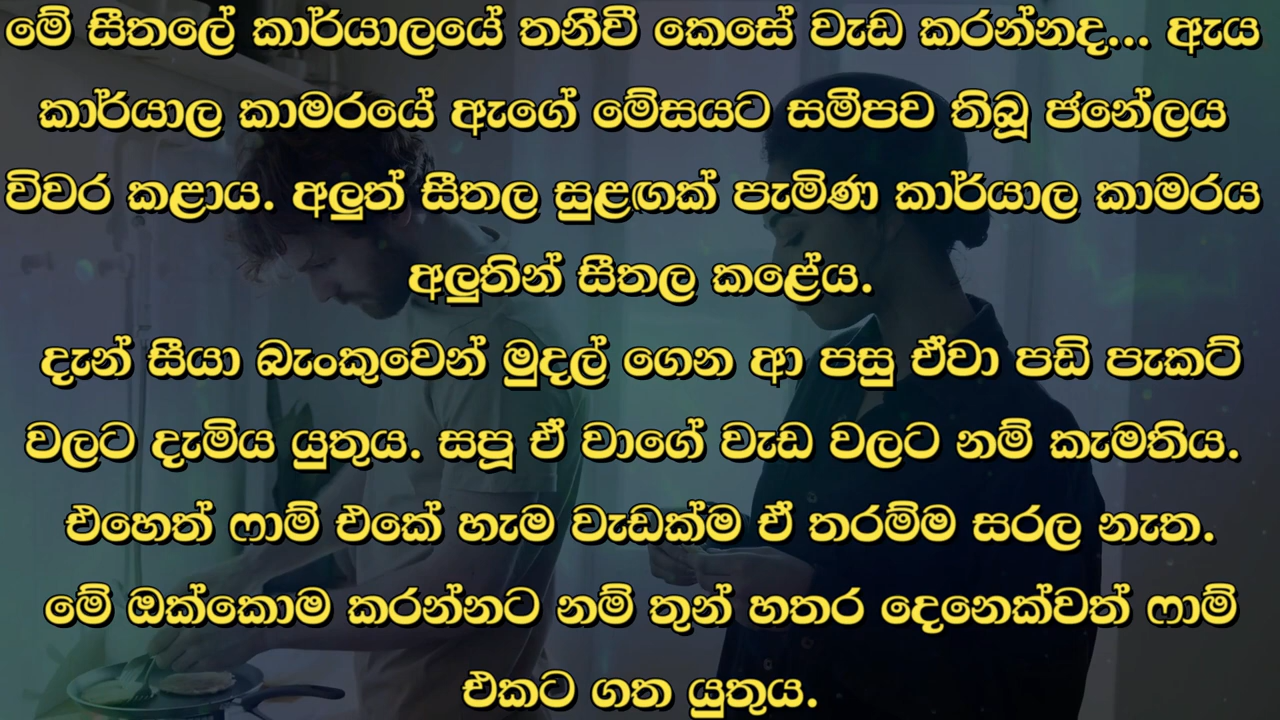 මේ සීතලේ කාර්යාලයේ තනීවී කෙසේ වැඩ කරන්නද... ඇය
කාර්යාල කාමරයේ ඇගේ මේසයට සමීපව තිබූ ජනේලය
විවර කළාය. අලුත් සීතල සුළඟක් පැමිණ කාර්යාල කාමරය
අලුතින් සීතල කළේය.
දැන් සීයා බැංකුවෙන් මුදල් ගෙන ආ පසු ඒවා පඩි පැකට්
වලට දැමිය යුතුය. සපූ ඒ වාගේ වැඩ වලට නම් කැමතිය.
එහෙත් ෆාම් එකේ හැම වැඩක්ම ඒ තරම්ම සරල නැත.
මේ ඔක්කොම කරන්නට නම් තුන් හතර දෙනෙක්වත් ෆාම්
එකට ගත යුතුය.